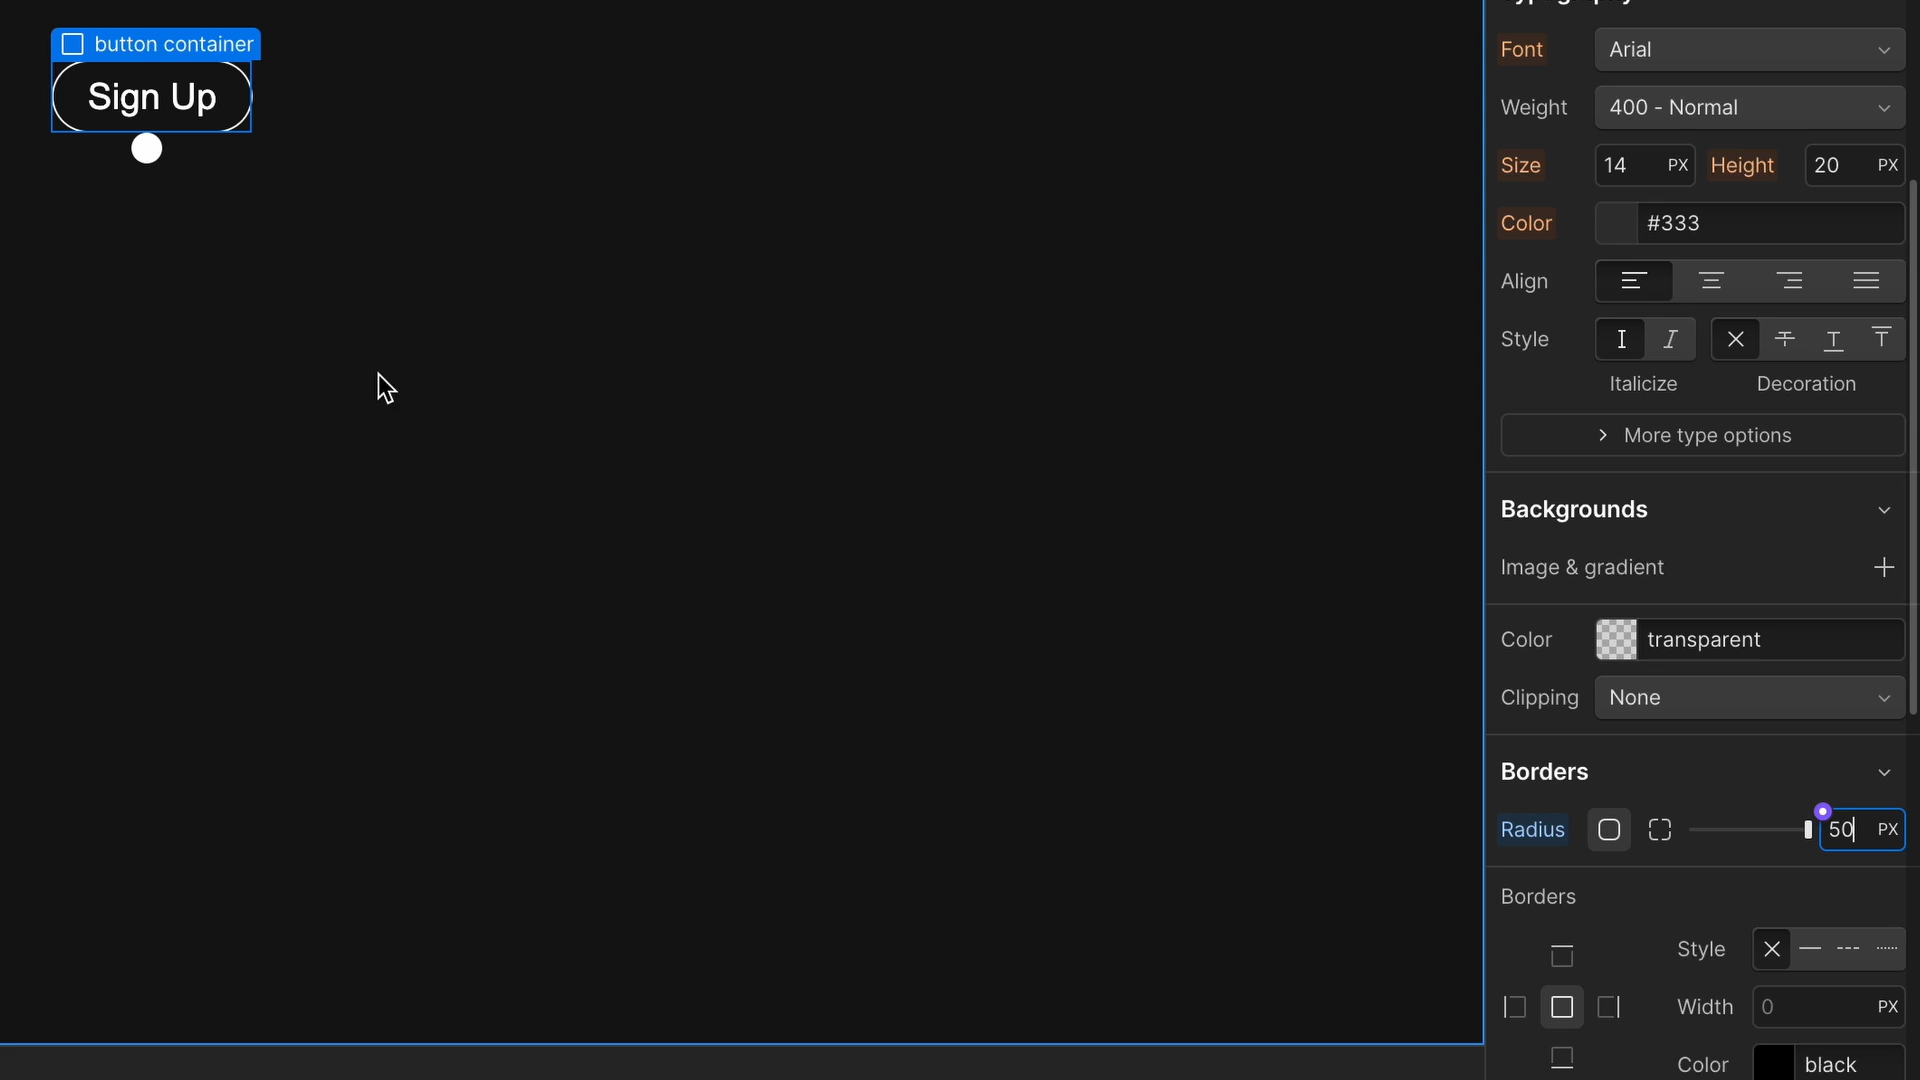 button container
Sign Up
Typography
Font Arial
Weight 400 - Normal
Size 14 PX Height 20 PX
Color #333
Align
Style
Italicize Decoration
More type options
Backgrounds
Image & gradient
Color transparent
Clipping None
Borders
Radius 50 PX
Borders
Style
Width 0 PX
Color black